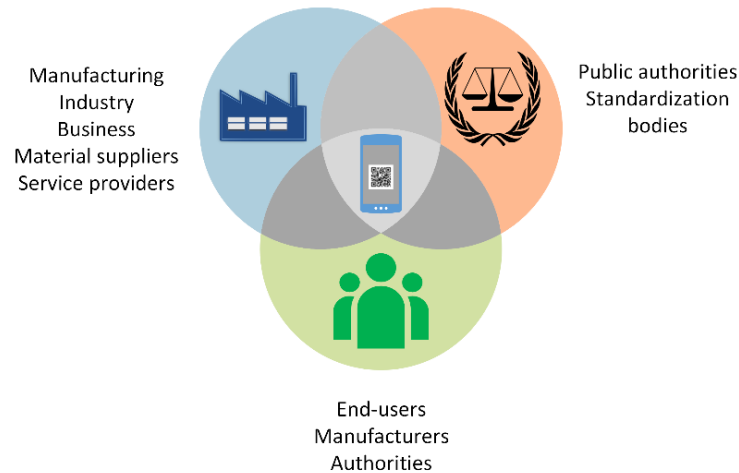 Manufacturing
Industry
Business
Material suppliers
Service providers
Public authorities
Standardization
bodies
End-users
Manufacturers
Authorities